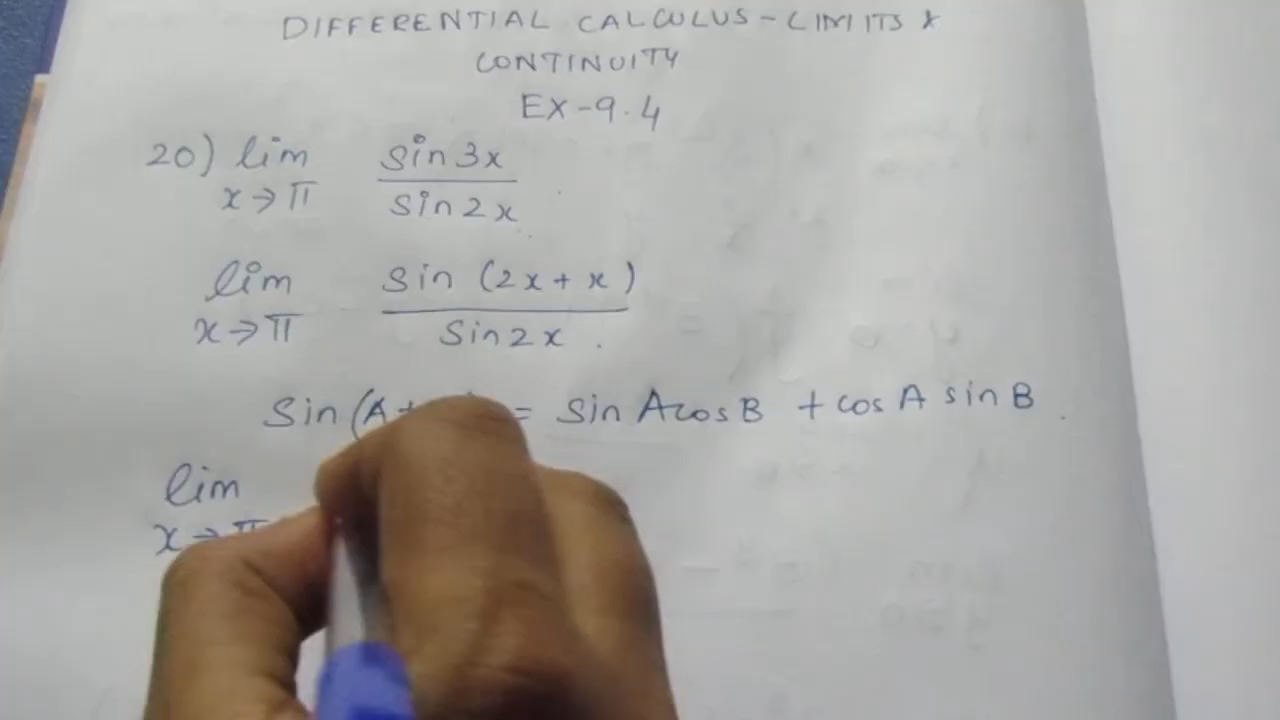 DIFFERENTIAL CALCULUS - LIMITS &
CONTINUITY
EX - 9.4
20) lim sin 3x
x → π sin 2x
lim sin (2x + x)
x → π sin 2x .
Sin (A + = sin A cos B + cos A sin B .
lim
x → π